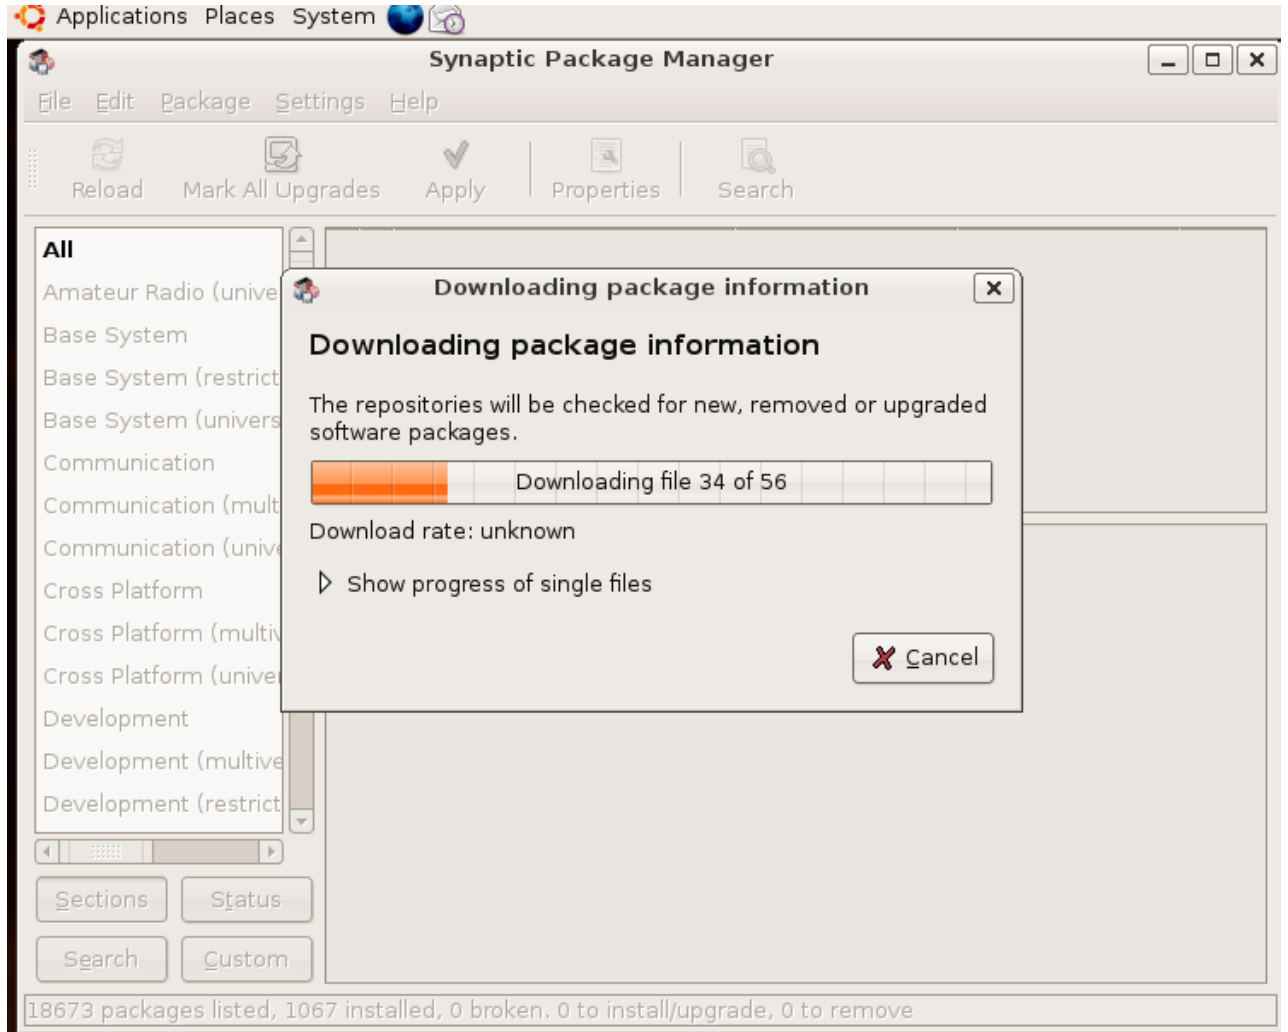 Applications Places System
Synaptic Package Manager
File Edit Package Settings Help
Reload Mark All Upgrades Apply Properties Search
All
Amateur Radio (unive
Base System
Base System (restrict
Base System (univers
Communication
Communication (mult
Communication (unive
Cross Platform
Cross Platform (multiv
Cross Platform (univer
Development
Development (multive
Development (restrict
Downloading package information
Downloading package information
The repositories will be checked for new, removed or upgraded
software packages.
Downloading file 34 of 56
Download rate: unknown
Show progress of single files
Cancel
Sections Status
Search Custom
18673 packages listed, 1067 installed, 0 broken. 0 to install/upgrade, 0 to remove